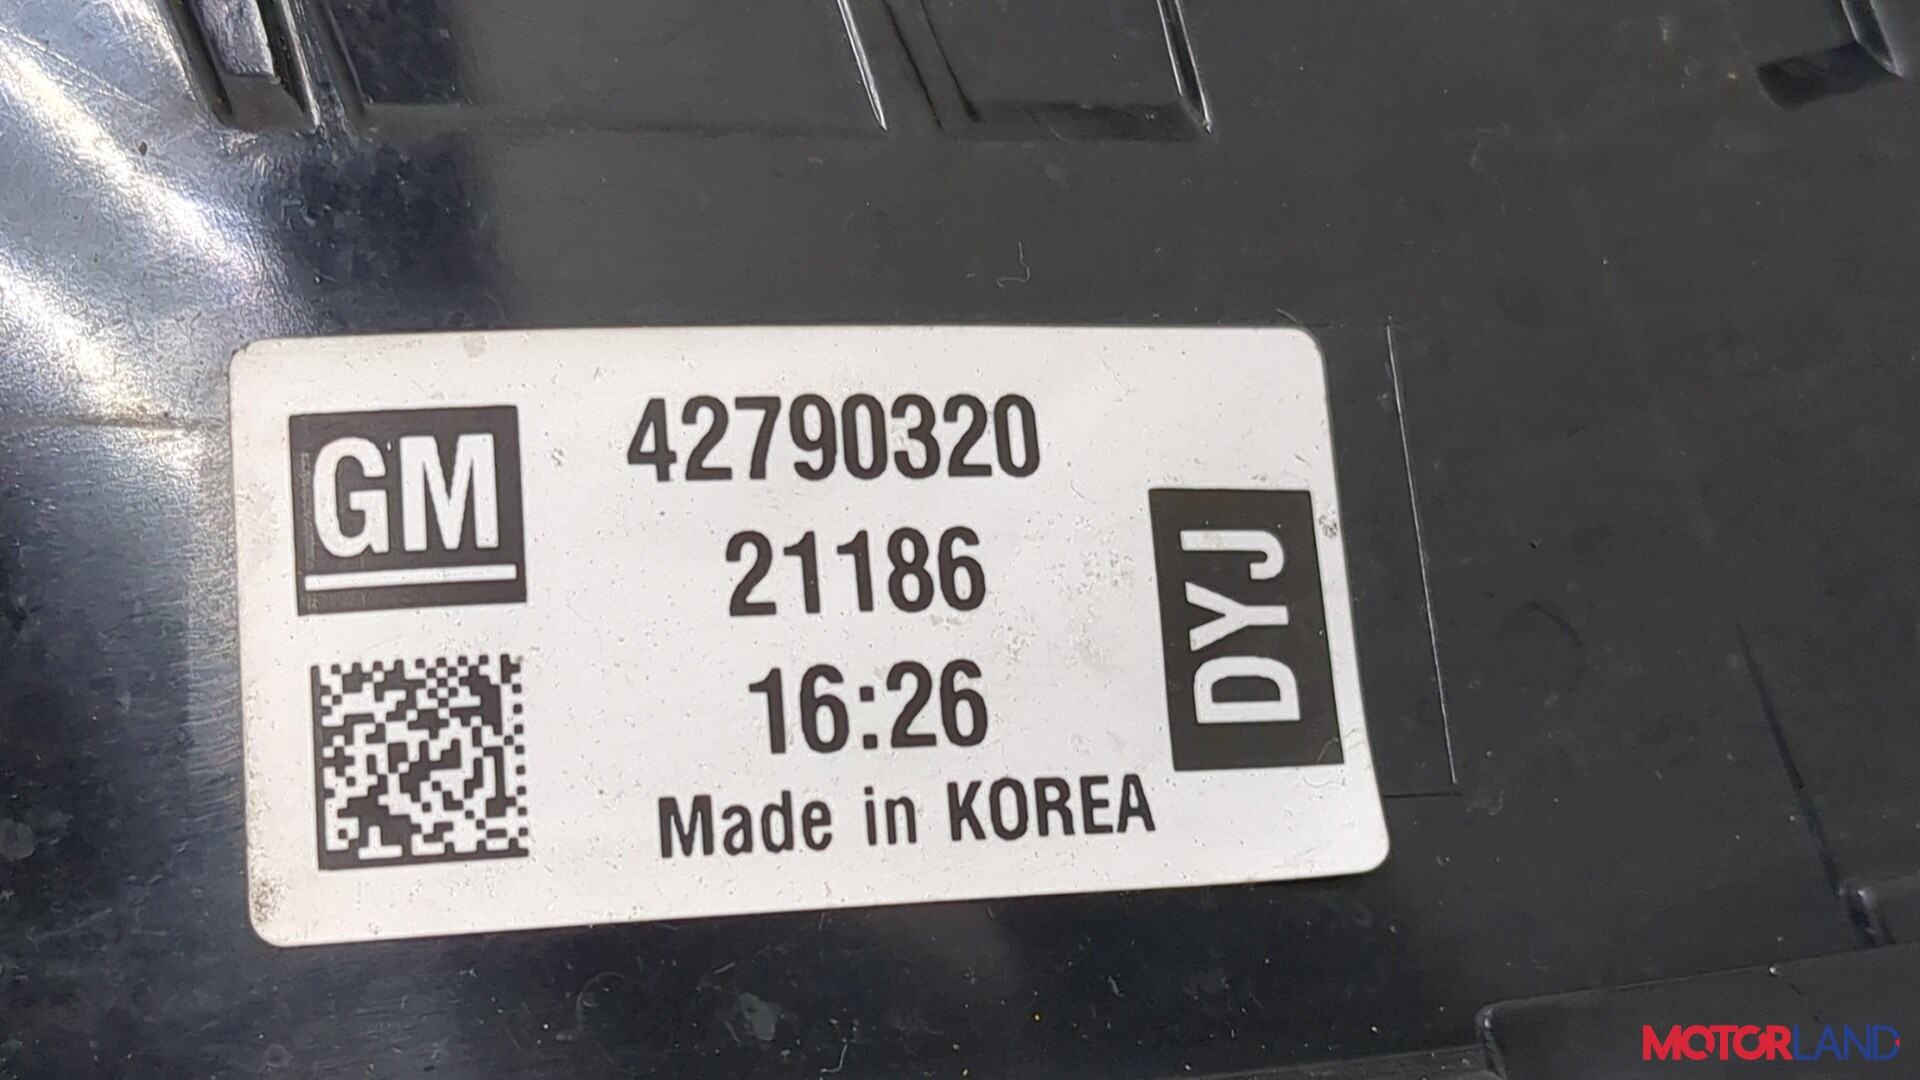 GM
42790320
21186
16:26
Made in KOREA
DYJ
MOTORLAND